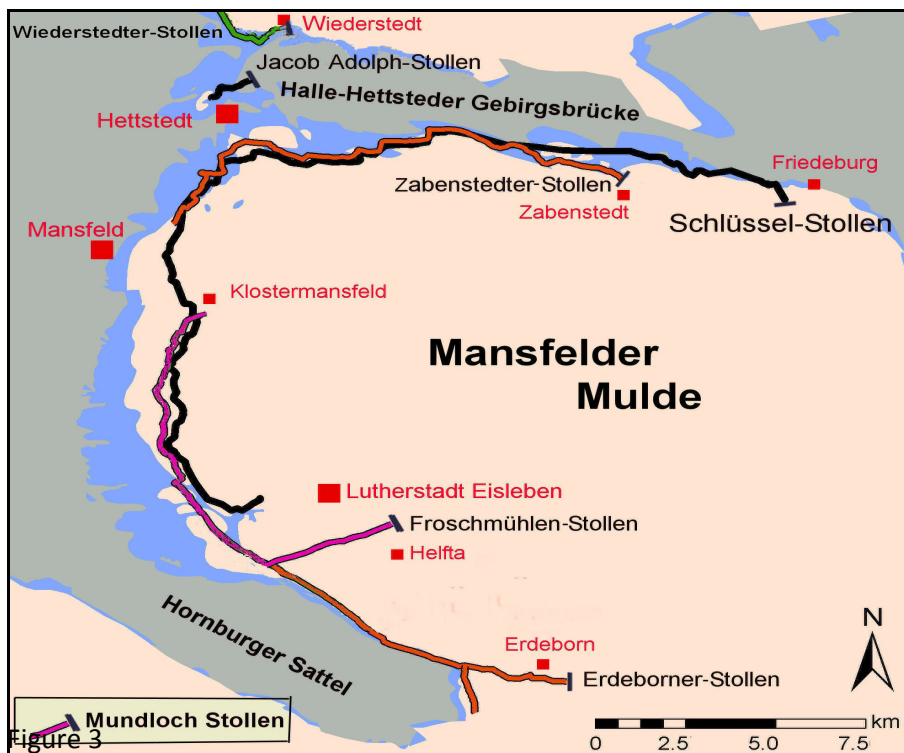 Wiederstedt
Wiederstedter-Stollen
Jacob Adolph-Stollen
Halle-Hettsteder Gebirgsbrücke
Hettstedt
Friedeburg
Zabenstedter-Stollen
Zabenstedt
Schlüssel-Stollen
Mansfeld
Klostermansfeld
Mansfelder
Mulde
Lutherstadt Eisleben
Froschmühlen-Stollen
Helfta
Hornburger Sattel
N
Erdeborn
Erdeborner-Stollen
Mundloch Stollen
km
0 2.5 5.0 7.5
Figure 3